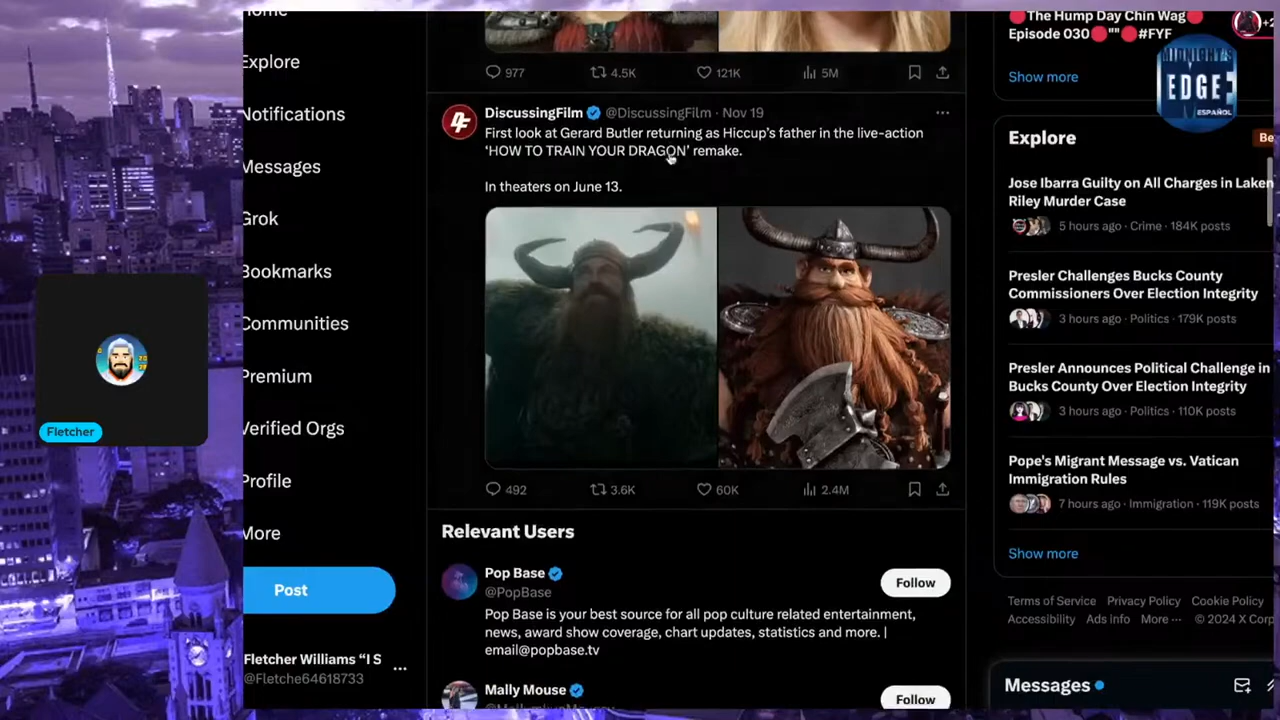 Home
Explore
Notifications
Messages
Grok
Bookmarks
Communities
Premium
Verified Orgs
Profile
More
Post
Fletcher Williams “I S
@Fletche64618733
Fletcher
977
4.5K
121K
5M
DiscussingFilm @DiscussingFilm · Nov 19
First look at Gerard Butler returning as Hiccup's father in the live-action
‘HOW TO TRAIN YOUR DRAGON’ remake.
In theaters on June 13.
492
3.6K
60K
2.4M
Relevant Users
Pop Base
@PopBase
Follow
Pop Base is your best source for all pop culture related entertainment,
news, award show coverage, chart updates, statistics and more. |
email@popbase.tv
Mally Mouse
Follow
The Hump Day Chin Wag
Episode 030 "" #FYF
+2
Show more
MIDNIGHT'S
EDGE
ESPAÑOL
Explore
Be
Jose Ibarra Guilty on All Charges in Laken
Riley Murder Case
5 hours ago · Crime · 184K posts
Presler Challenges Bucks County
Commissioners Over Election Integrity
3 hours ago · Politics · 179K posts
Presler Announces Political Challenge in
Bucks County Over Election Integrity
3 hours ago · Politics · 110K posts
Pope's Migrant Message vs. Vatican
Immigration Rules
7 hours ago · Immigration · 119K posts
Show more
Terms of Service Privacy Policy Cookie Policy
Accessibility Ads info More ··· © 2024 X Corp
Messages